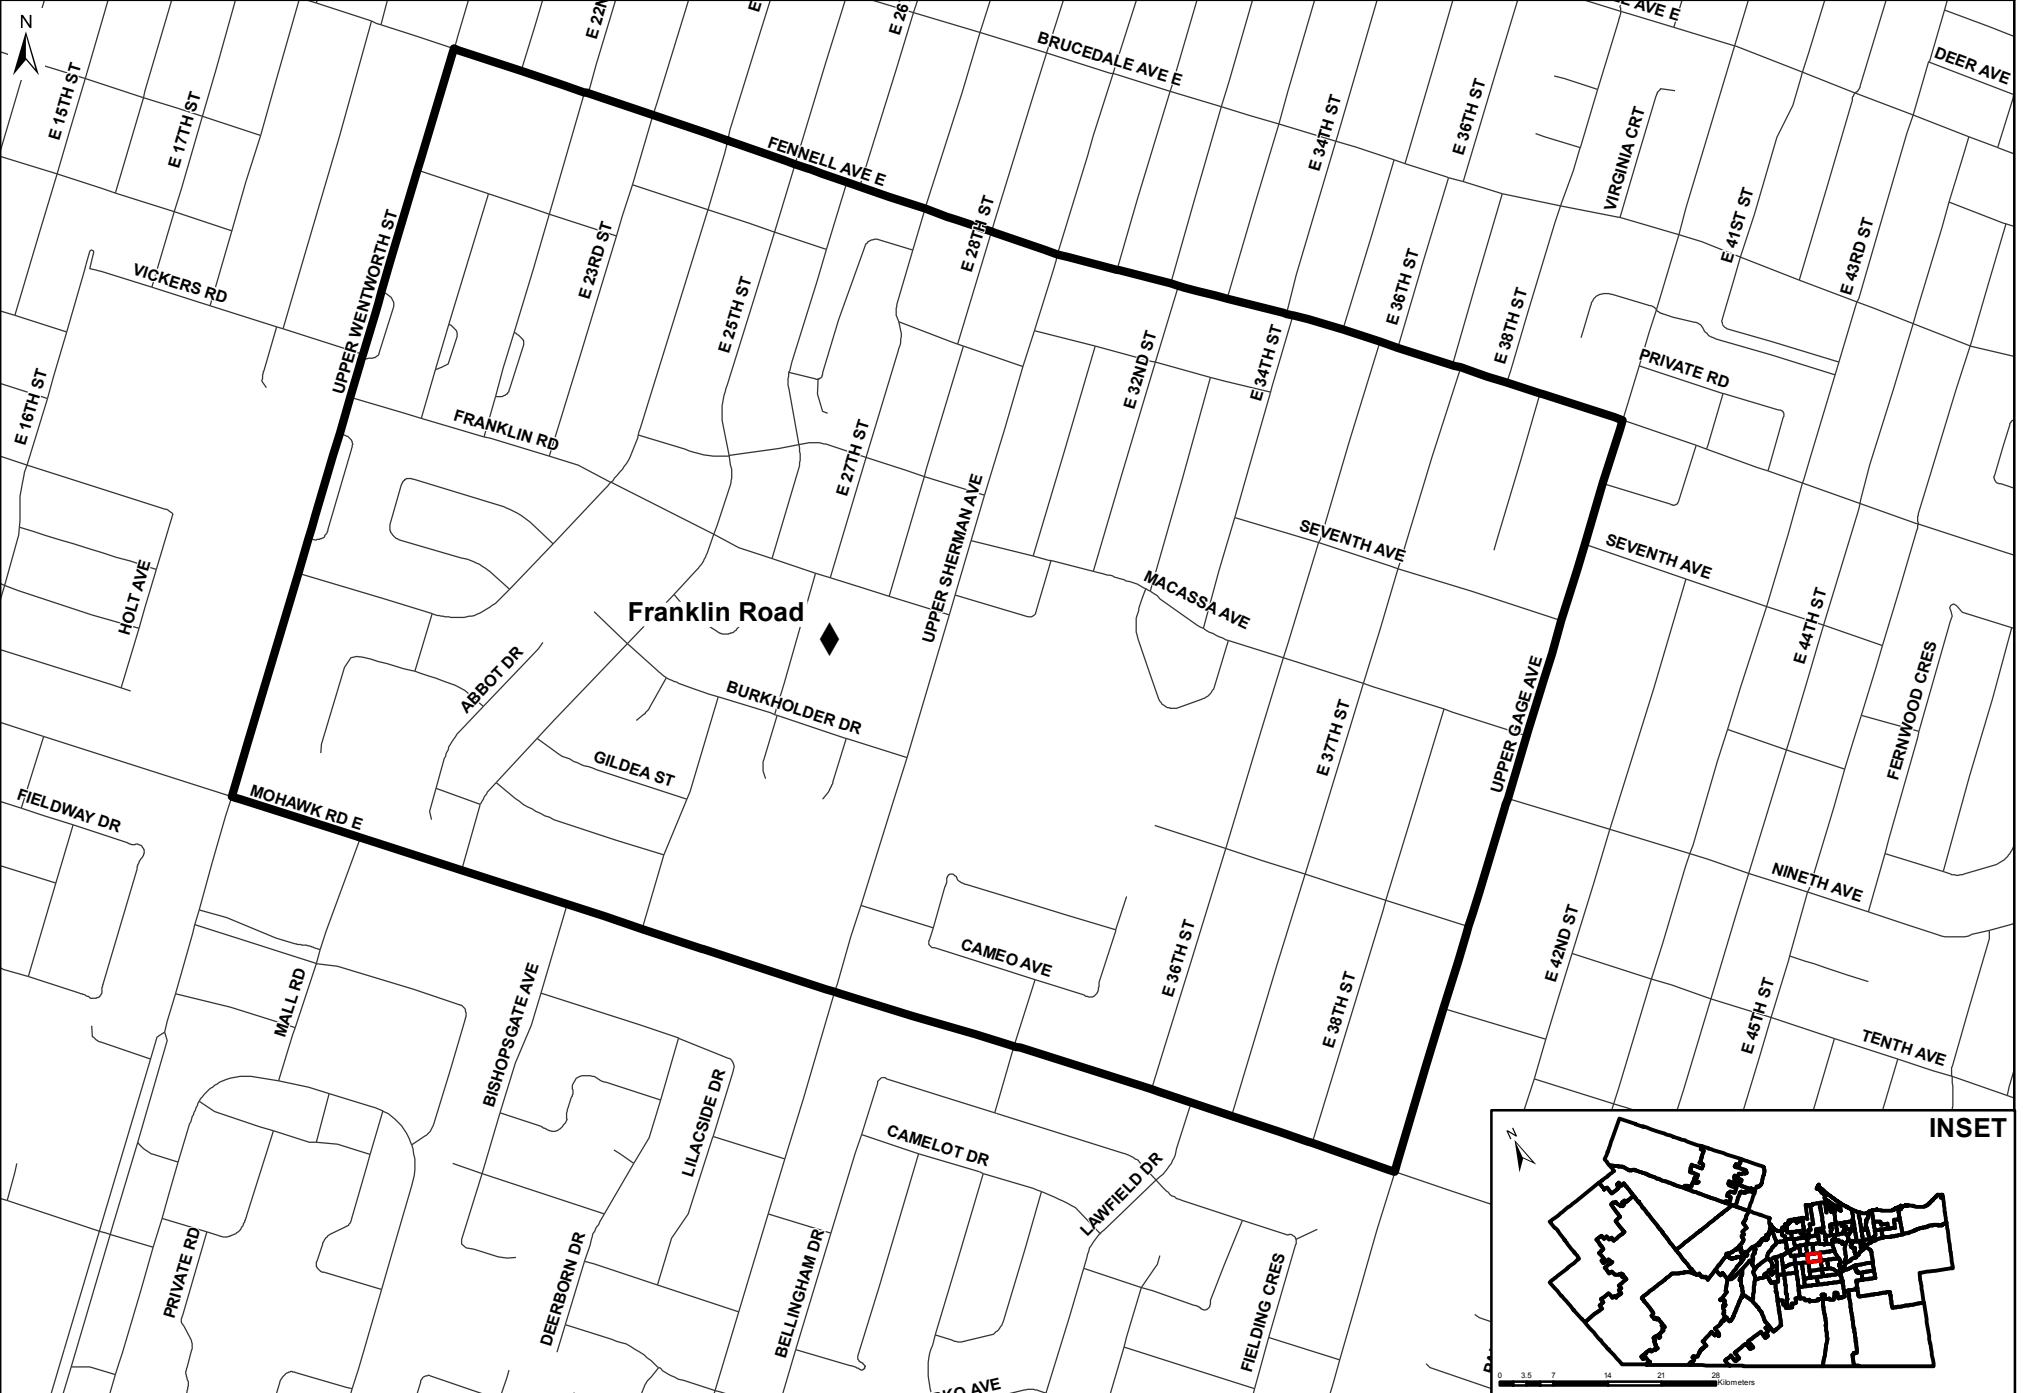 N
E 15TH ST
E 17TH ST
BRUCEDALE AVE E
E 34TH ST
E 36TH ST
VIRGINIA CRT
DEER AVE
E 41ST ST
E 43RD ST
FENNELL AVE E
E 28TH ST
VICKERS RD
UPPER WENTWORTH ST
E 23RD ST
E 25TH ST
E 36TH ST
E 38TH ST
PRIVATE RD
E 16TH ST
FRANKLIN RD
E 27TH ST
E 32ND ST
E 34TH ST
UPPER SHERMAN AVE
SEVENTH AVE
SEVENTH AVE
HOLT AVE
MACASSA AVE
E 44TH ST
Franklin Road
ABBOT DR
BURKHOLDER DR
GILDEA ST
E 37TH ST
UPPER GAGE AVE
FERNWOOD CRES
FIELDWAY DR
MOHAWK RD E
NINETH AVE
MALL RD
BISHOPSGATE AVE
CAMEO AVE
E 36TH ST
E 38TH ST
E 42ND ST
E 45TH ST
TENTH AVE
LILACSIDE DR
CAMELOT DR
LAWFIELD DR
PRIVATE RD
DEERBORN DR
BELLINGHAM DR
FIELDING CRES
INSET
N
0 3.5 7 14 21 28
Kilometers